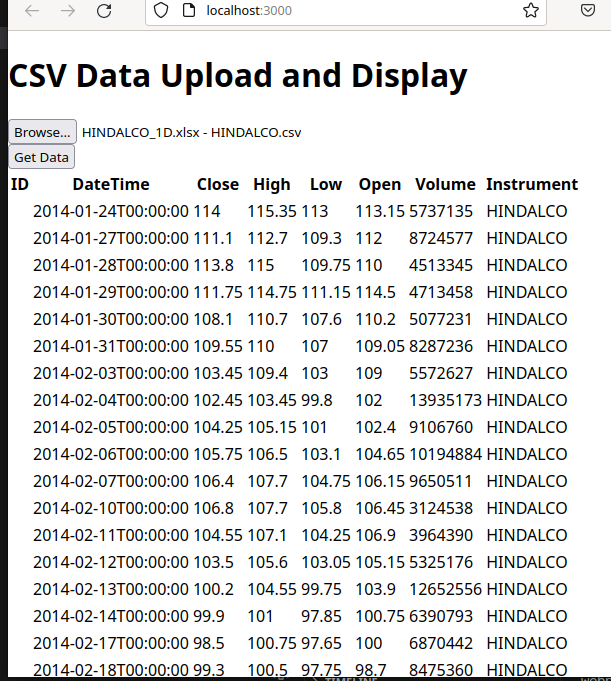 localhost:3000
CSV Data Upload and Display
Browse... HINDALCO_1D.xlsx - HINDALCO.csv
Get Data
ID DateTime Close High Low Open Volume Instrument
2014-01-24T00:00:00 114 115.35 113 113.15 5737135 HINDALCO
2014-01-27T00:00:00 111.1 112.7 109.3 112 8724577 HINDALCO
2014-01-28T00:00:00 113.8 115 109.75 110 4513345 HINDALCO
2014-01-29T00:00:00 111.75 114.75 111.15 114.5 4713458 HINDALCO
2014-01-30T00:00:00 108.1 110.7 107.6 110.2 5077231 HINDALCO
2014-01-31T00:00:00 109.55 110 107 109.05 8287236 HINDALCO
2014-02-03T00:00:00 103.45 109.4 103 109 5572627 HINDALCO
2014-02-04T00:00:00 102.45 103.45 99.8 102 13935173 HINDALCO
2014-02-05T00:00:00 104.25 105.15 101 102.4 9106760 HINDALCO
2014-02-06T00:00:00 105.75 106.5 103.1 104.65 10194884 HINDALCO
2014-02-07T00:00:00 106.4 107.7 104.75 106.15 9650511 HINDALCO
2014-02-10T00:00:00 106.8 107.7 105.8 106.45 3124538 HINDALCO
2014-02-11T00:00:00 104.55 107.1 104.25 106.9 3964390 HINDALCO
2014-02-12T00:00:00 103.5 105.6 103.05 105.15 5325176 HINDALCO
2014-02-13T00:00:00 100.2 104.55 99.75 103.9 12652556 HINDALCO
2014-02-14T00:00:00 99.9 101 97.85 100.75 6390793 HINDALCO
2014-02-17T00:00:00 98.5 100.75 97.65 100 6870442 HINDALCO
2014-02-18T00:00:00 99.3 100.5 97.75 98.7 8475360 HINDALCO
TIMELINE